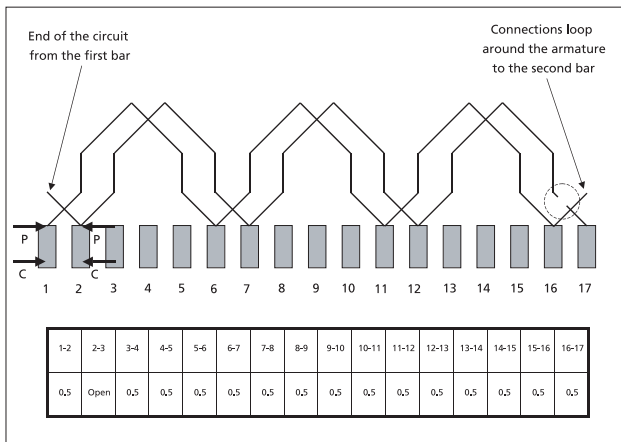 End of the circuit
from the first bar
Connections loop
around the armature
to the second bar
P P
C C
1 2 3 4 5 6 7 8 9 10 11 12 13 14 15 16 17
1-2 2-3 3-4 4-5 5-6 6-7 7-8 8-9 9-10 10-11 11-12 12-13 13-14 14-15 15-16 16-17
0.5 Open 0.5 0.5 0.5 0.5 0.5 0.5 0.5 0.5 0.5 0.5 0.5 0.5 0.5 0.5